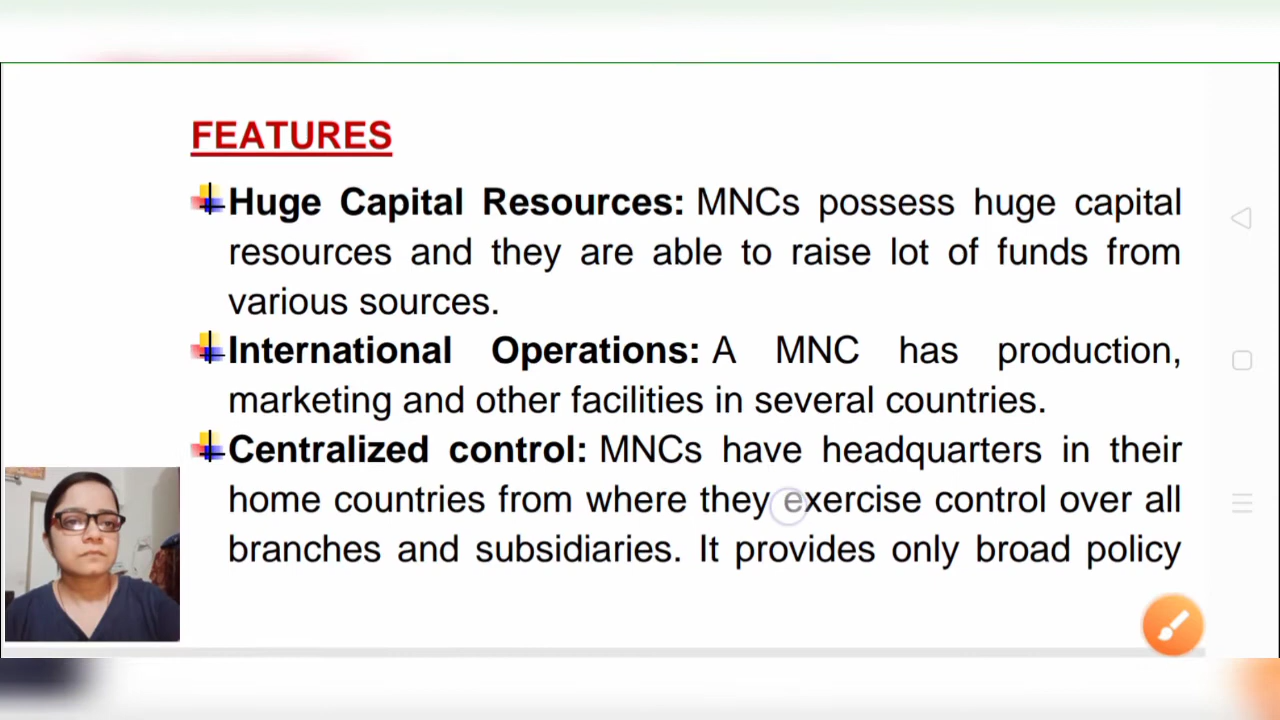 FEATURES
Huge Capital Resources: MNCs possess huge capital
resources and they are able to raise lot of funds from
various sources.
International Operations: A MNC has production,
marketing and other facilities in several countries.
Centralized control: MNCs have headquarters in their
home countries from where they exercise control over all
branches and subsidiaries. It provides only broad policy